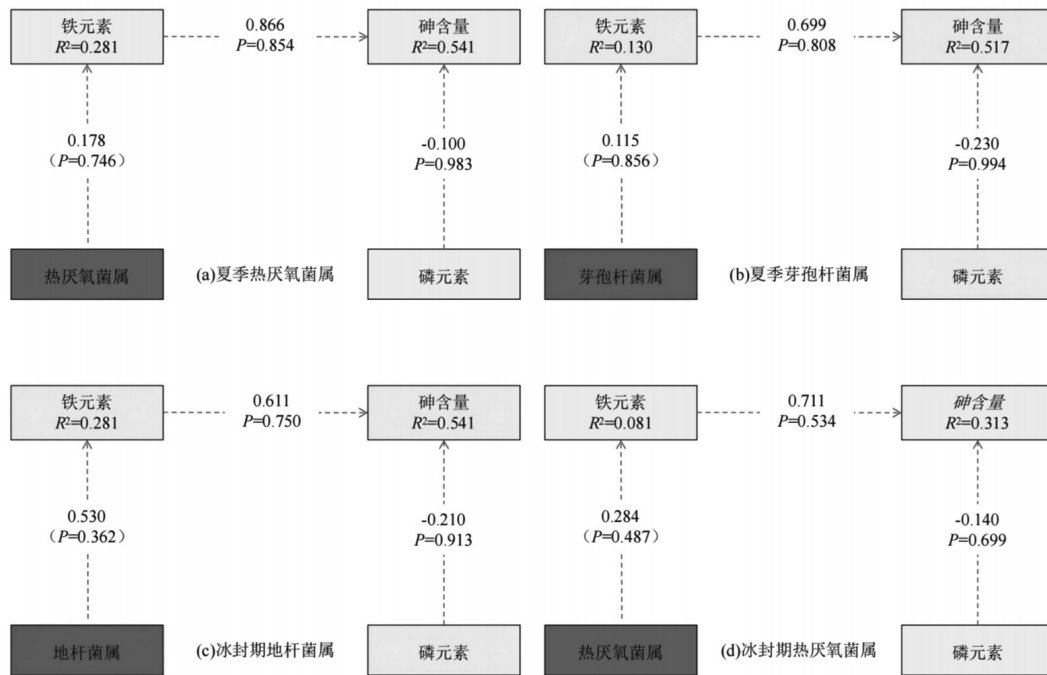 铁元素
R²=0.281
0.866
P=0.854
砷含量
R²=0.541
0.178
（P=0.746）
-0.100
P=0.983
热厌氧菌属
(a)夏季热厌氧菌属
磷元素
铁元素
R²=0.130
0.699
P=0.808
砷含量
R²=0.517
0.115
（P=0.856）
-0.230
P=0.994
芽孢杆菌属
(b)夏季芽孢杆菌属
磷元素
铁元素
R²=0.281
0.611
P=0.750
砷含量
R²=0.541
0.530
（P=0.362）
-0.210
P=0.913
地杆菌属
(c)冰封期地杆菌属
磷元素
铁元素
R²=0.081
0.711
P=0.534
砷含量
R²=0.313
0.284
（P=0.487）
-0.140
P=0.699
热厌氧菌属
(d)冰封期热厌氧菌属
磷元素